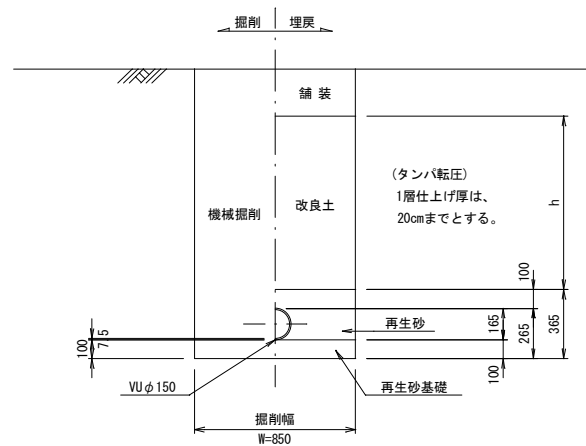 掘削 埋戻
舗 装
(タンパ転圧)
1層仕上げ厚は、
20cmまでとする。
機械掘削
改良土
h
100
365
265
165
100
再生砂
100
7.5
VUφ150
再生砂基礎
掘削幅
W=850